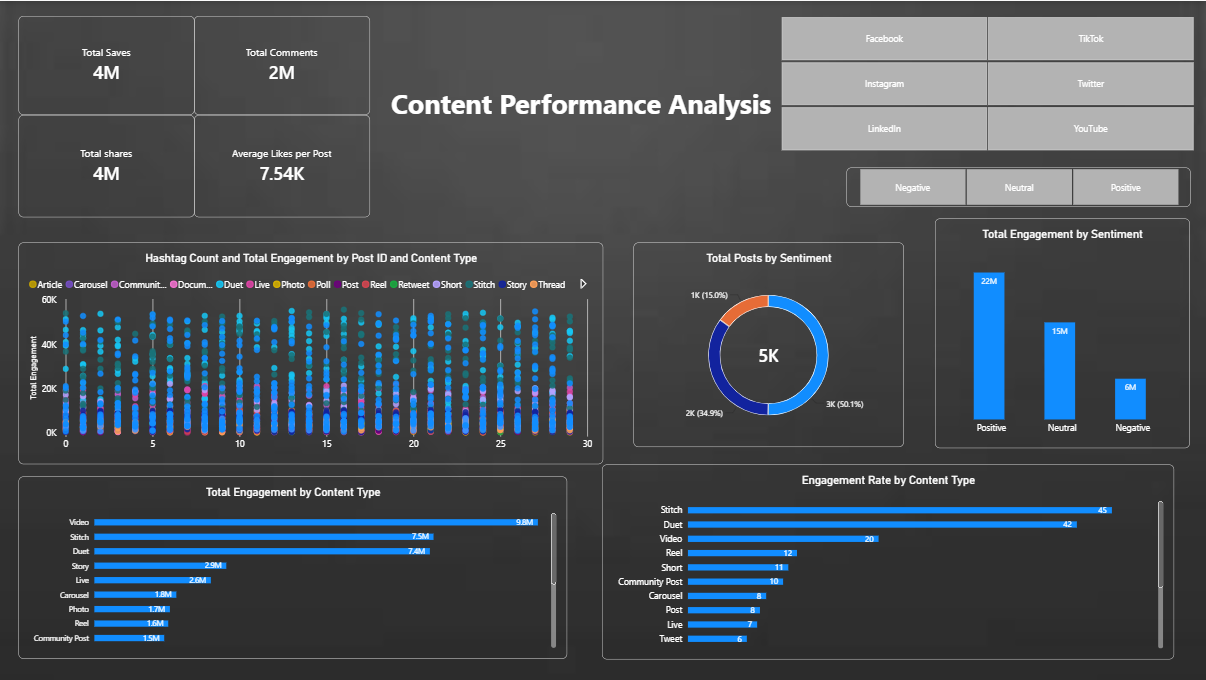 Total Saves
4M
Total Comments
2M
Total shares
4M
Average Likes per Post
7.54K
Content Performance Analysis
Facebook
TikTok
Instagram
Twitter
LinkedIn
YouTube
Negative
Neutral
Positive
Hashtag Count and Total Engagement by Post ID and Content Type
Article Carousel Communit... Docum... Duet Live Photo Poll Post Reel Retweet Short Stitch Story Thread
Total Engagement
60K
40K
20K
0K
0 5 10 15 20 25 30
Total Posts by Sentiment
1K (15.0%)
5K
2K (34.9%)
3K (50.1%)
Total Engagement by Sentiment
22M
15M
6M
Positive Neutral Negative
Total Engagement by Content Type
Video 9.8M
Stitch 7.5M
Duet 7.4M
Story 2.9M
Live 2.6M
Carousel 1.8M
Photo 1.7M
Reel 1.6M
Community Post 1.5M
Engagement Rate by Content Type
Stitch 45
Duet 42
Video 20
Reel 12
Short 11
Community Post 10
Carousel 8
Post 8
Live 7
Tweet 6